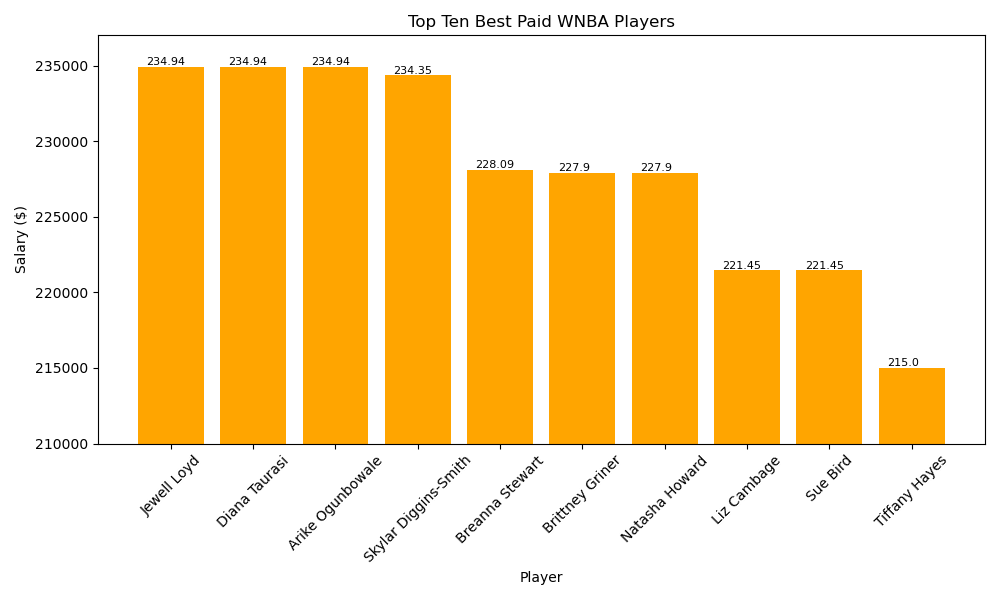 Top Ten Best Paid WNBA Players
Salary ($)
235000
230000
225000
220000
215000
210000
234.94
234.94
234.94
234.35
228.09
227.9
227.9
221.45
221.45
215.0
Jewell Loyd
Diana Taurasi
Arike Ogunbowale
Skylar Diggins-Smith
Breanna Stewart
Brittney Griner
Natasha Howard
Liz Cambage
Sue Bird
Tiffany Hayes
Player